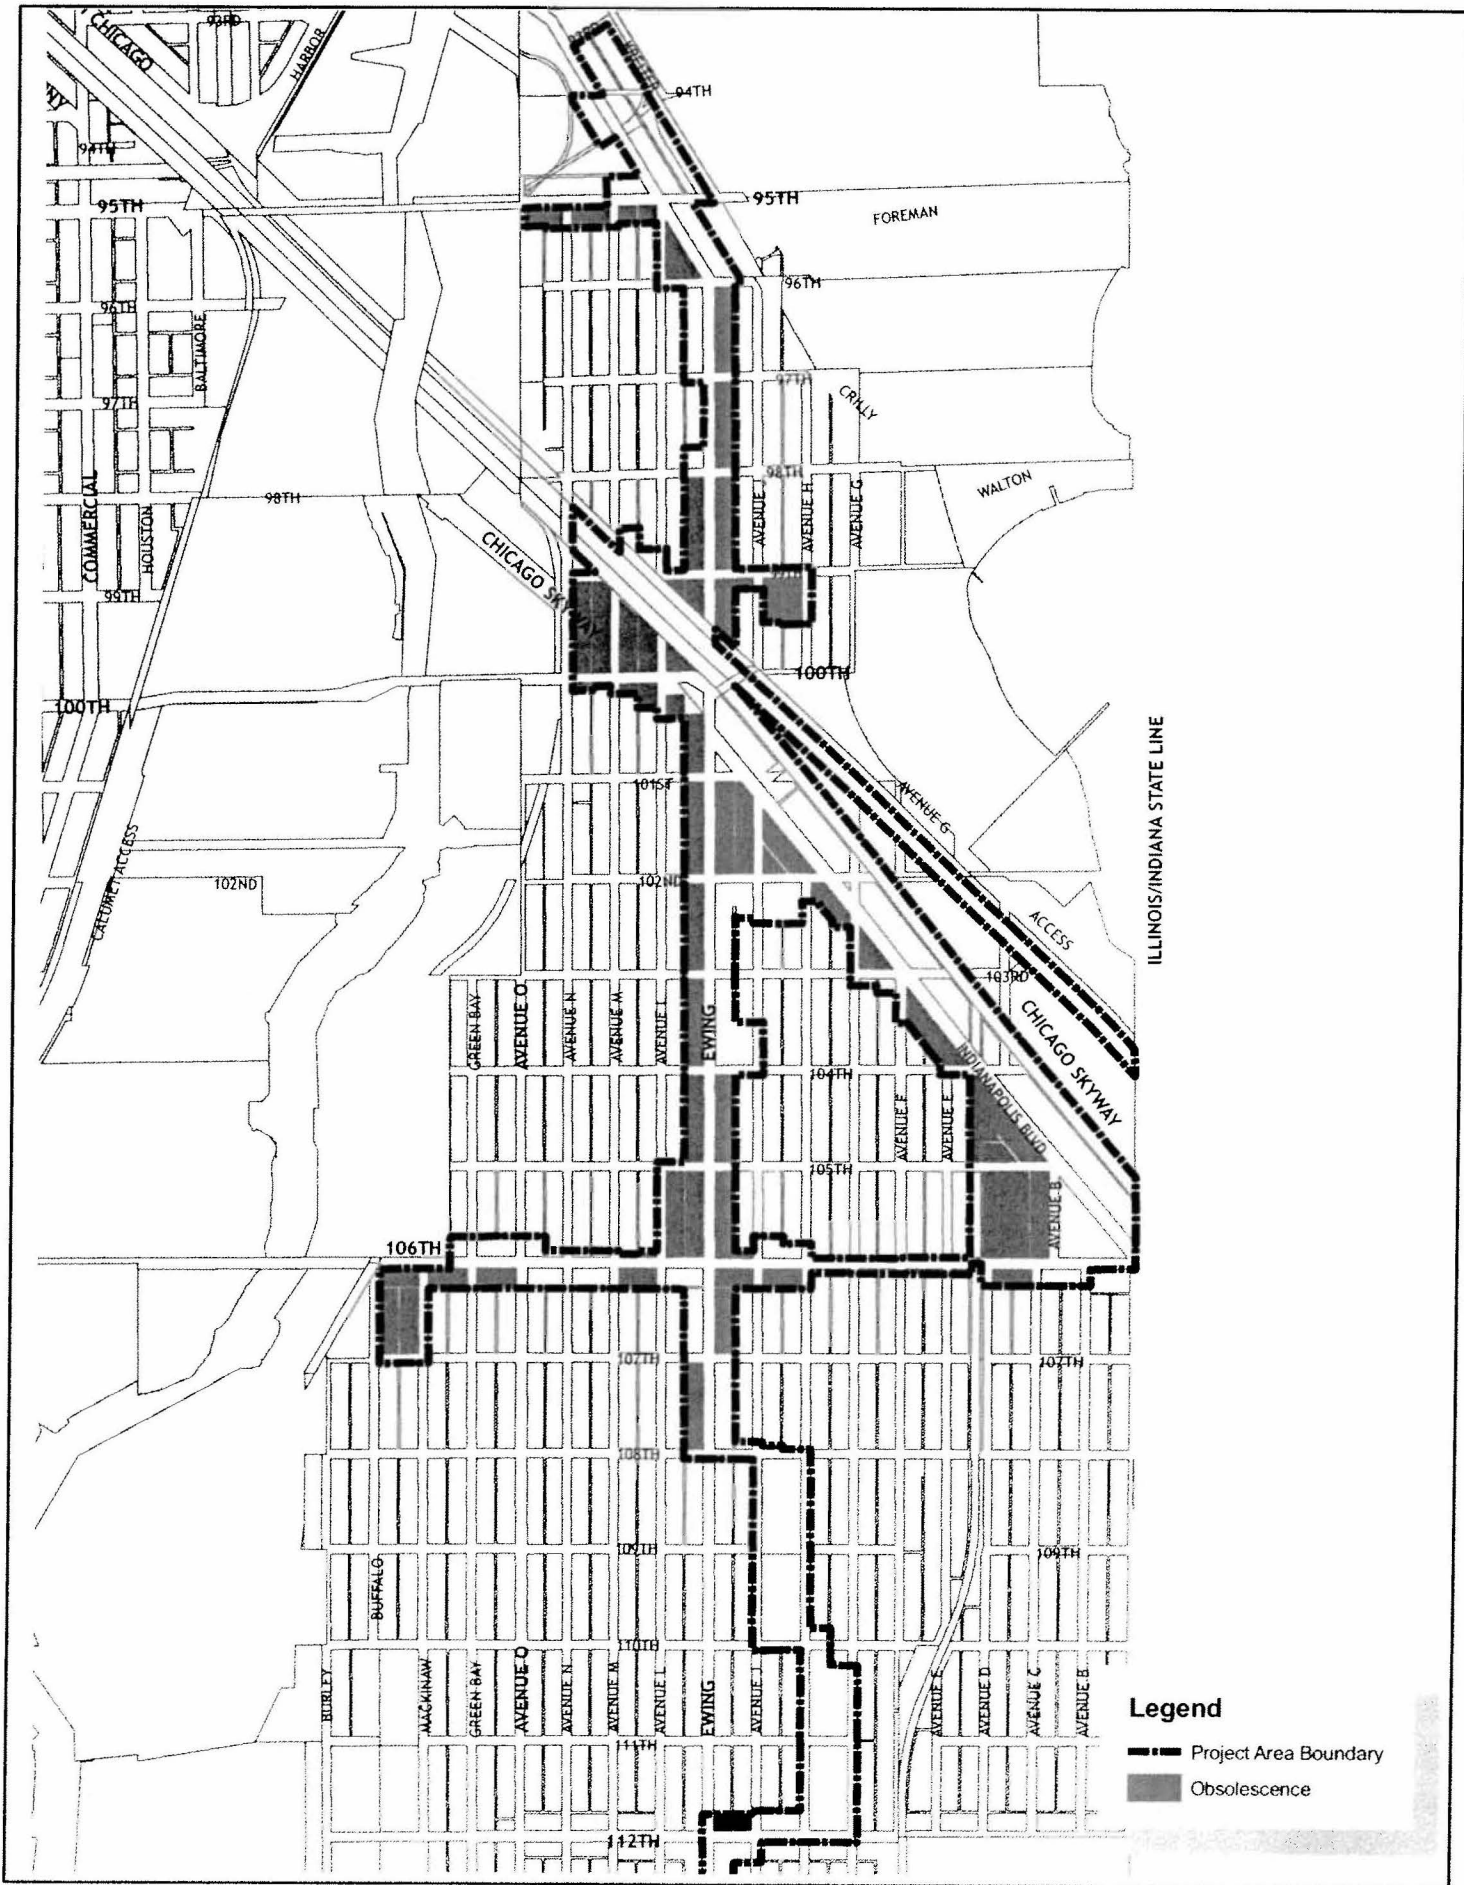 CHICAGO
93RD
HARBOR
94TH
94TH
95TH
95TH
FOREMAN
96TH
96TH
BALTIMORE
97TH
97TH
CRILLY
98TH
98TH
WALTON
COMMERCIAL
HOUSTON
AVENUE H
AVENUE G
CHICAGO SKYWAY
99TH
99TH
100TH
100TH
ILLINOIS/INDIANA STATE LINE
101ST
AVENUE G
CALUMET ACCESS
102ND
102ND
ACCESS
103RD
GREEN BAY
AVENUE O
AVENUE N
AVENUE M
AVENUE L
EWING
CHICAGO SKYWAY
INDIANAPOLIS BLVD
104TH
AVENUE F
AVENUE E
105TH
AVENUE B
106TH
107TH
107TH
108TH
109TH
109TH
BUFFALO
110TH
BURLEY
MACKINAW
GREEN BAY
AVENUE O
AVENUE N
AVENUE M
AVENUE L
EWING
AVENUE J
AVENUE E
AVENUE D
AVENUE C
AVENUE B
111TH
112TH
Legend
Project Area Boundary
Obsolescence